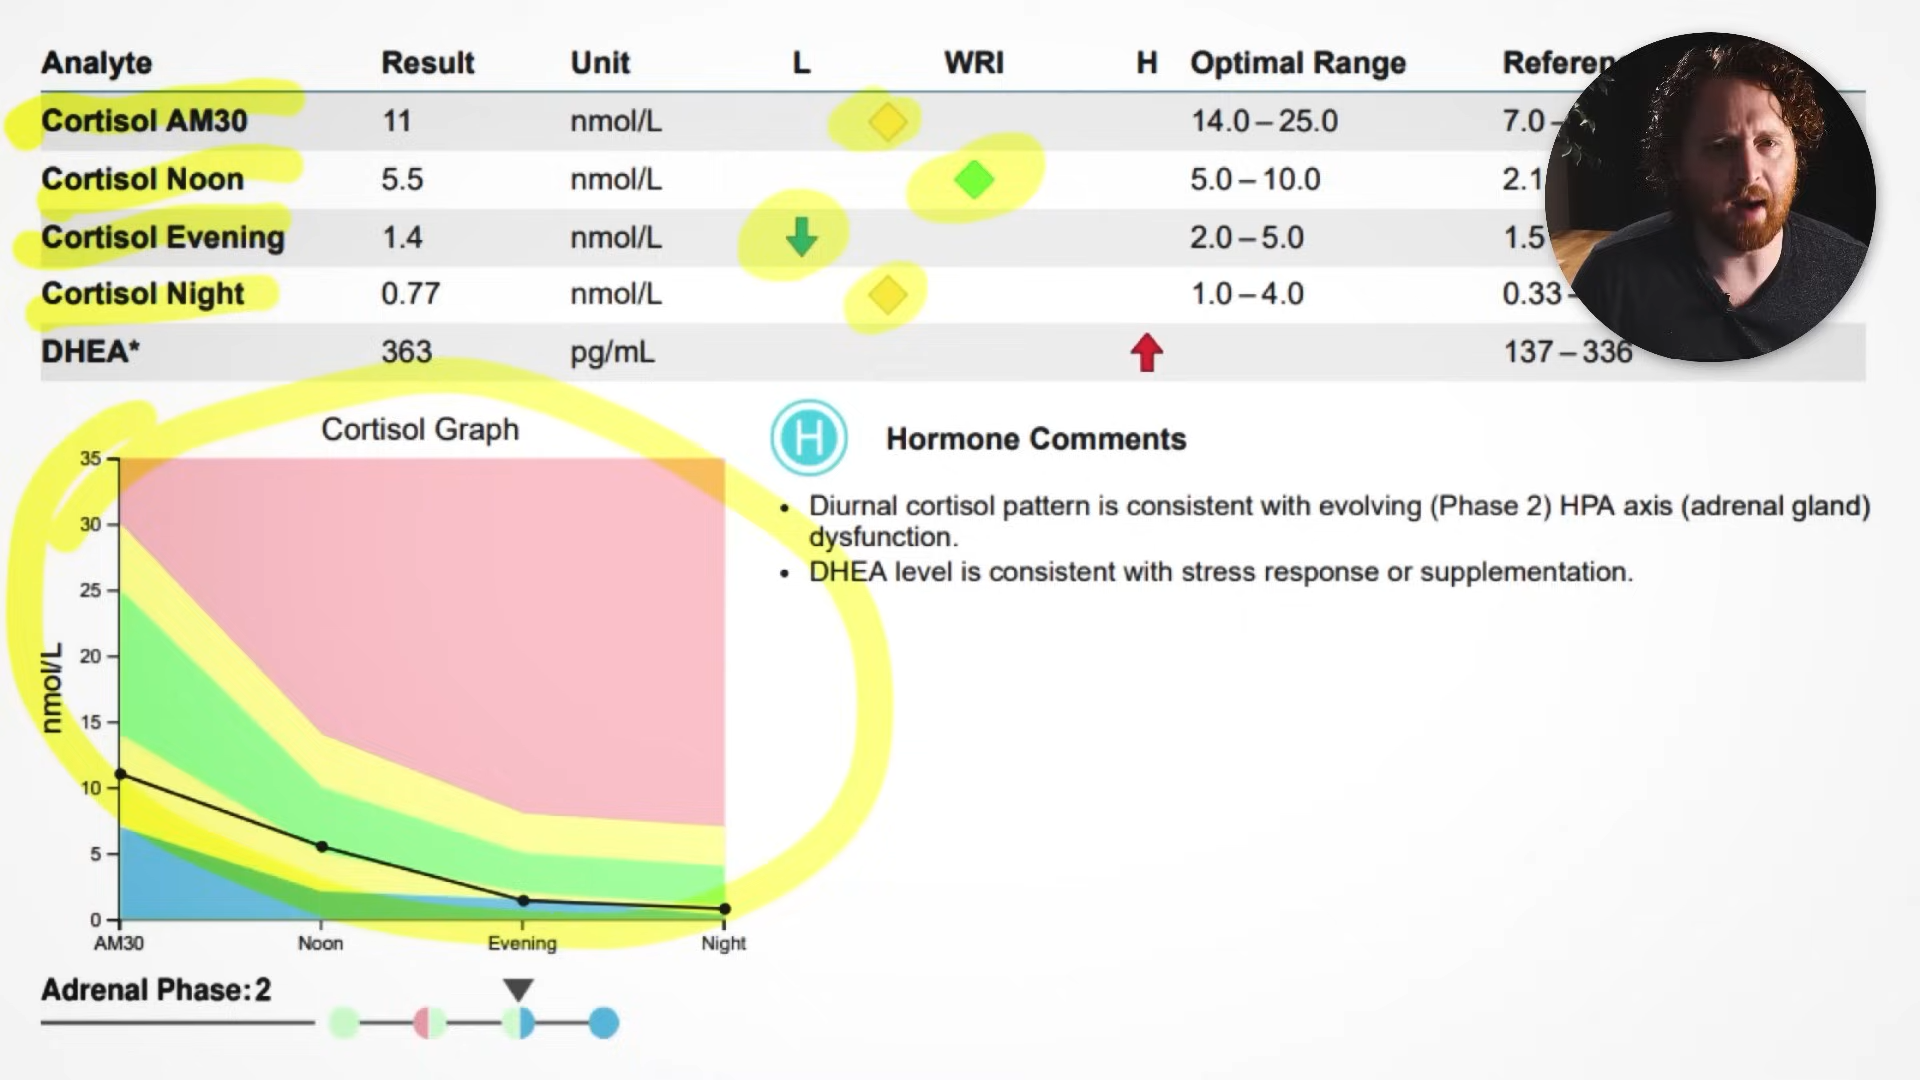 Analyte Result Unit L WRI H Optimal Range
Cortisol AM30 11 nmol/L 14.0 – 25.0 7.0 –
Cortisol Noon 5.5 nmol/L 5.0 – 10.0 2.1
Cortisol Evening 1.4 nmol/L 2.0 – 5.0 1.5
Cortisol Night 0.77 nmol/L 1.0 – 4.0 0.33 –
DHEA* 363 pg/mL 137 – 336
Cortisol Graph
35
30
25
20
15
10
5
0
nmol/L
AM30 Noon Evening Night
Adrenal Phase: 2
H Hormone Comments
• Diurnal cortisol pattern is consistent with evolving (Phase 2) HPA axis (adrenal gland)
dysfunction.
• DHEA level is consistent with stress response or supplementation.